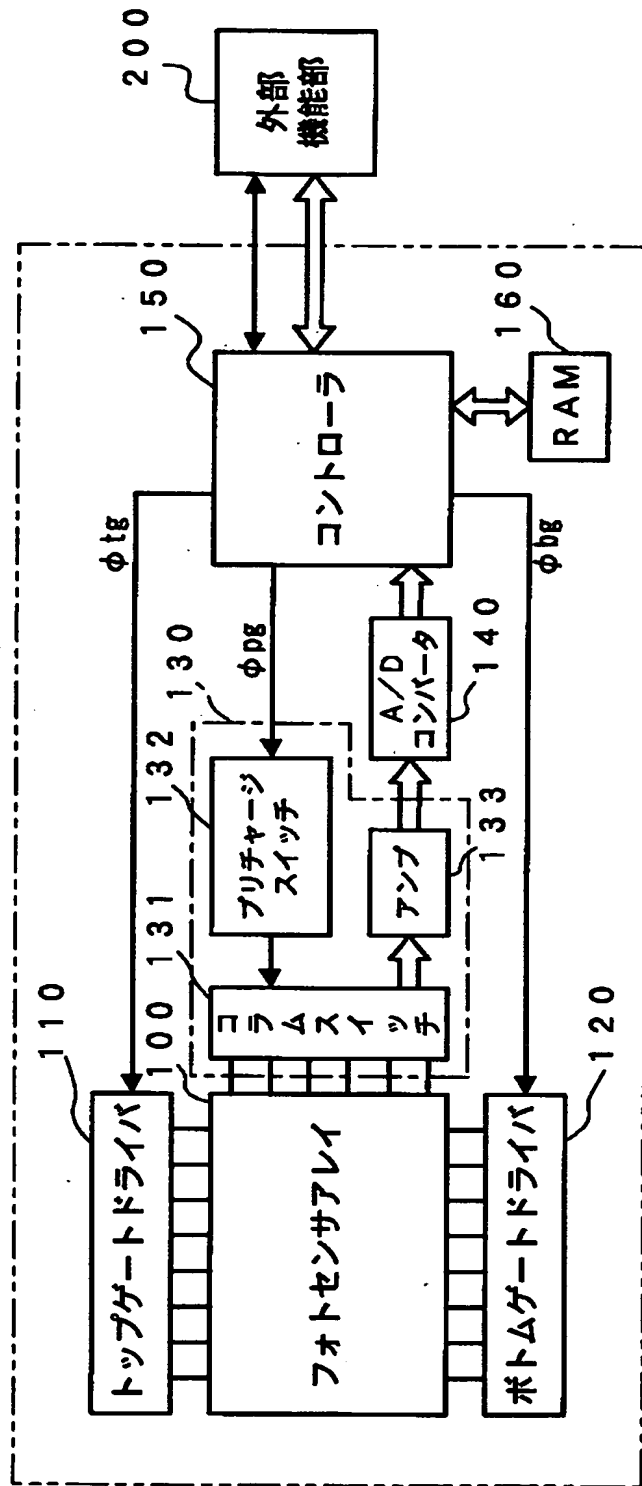 110
トップゲートドライバ
φtg
150
200
外部
機能部
100
131
132
130
プリチャージ
スイッチ
φpg
フォトセンサアレイ
コラムスイッチ
コントローラ
アンプ
A/D
コンバータ
133
140
160
RAM
ボトムゲートドライバ
120
φbg